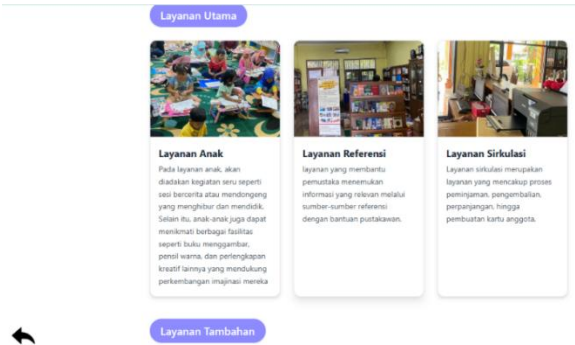 Layanan Utama
Layanan Anak
Pada layanan anak, akan
diadakan kegiatan seru seperti
sesi bercerita atau mendongeng
yang menghibur dan mendidik.
Selain itu, anak-anak juga dapat
menikmati berbagai fasilitas
seperti buku menggambar,
pensil warna, dan perlengkapan
kreatif lainnya yang mendukung
perkembangan imajinasi mereka
Layanan Referensi
layanan yang membantu
pemustaka menemukan
informasi yang relevan melalui
sumber-sumber referensi
dengan bantuan pustakawan.
Layanan Sirkulasi
Layanan sirkulasi merupakan
layanan yang mencakup proses
peminjaman, pengembalian,
perpanjangan, hingga
pembuatan kartu anggota.
Layanan Tambahan